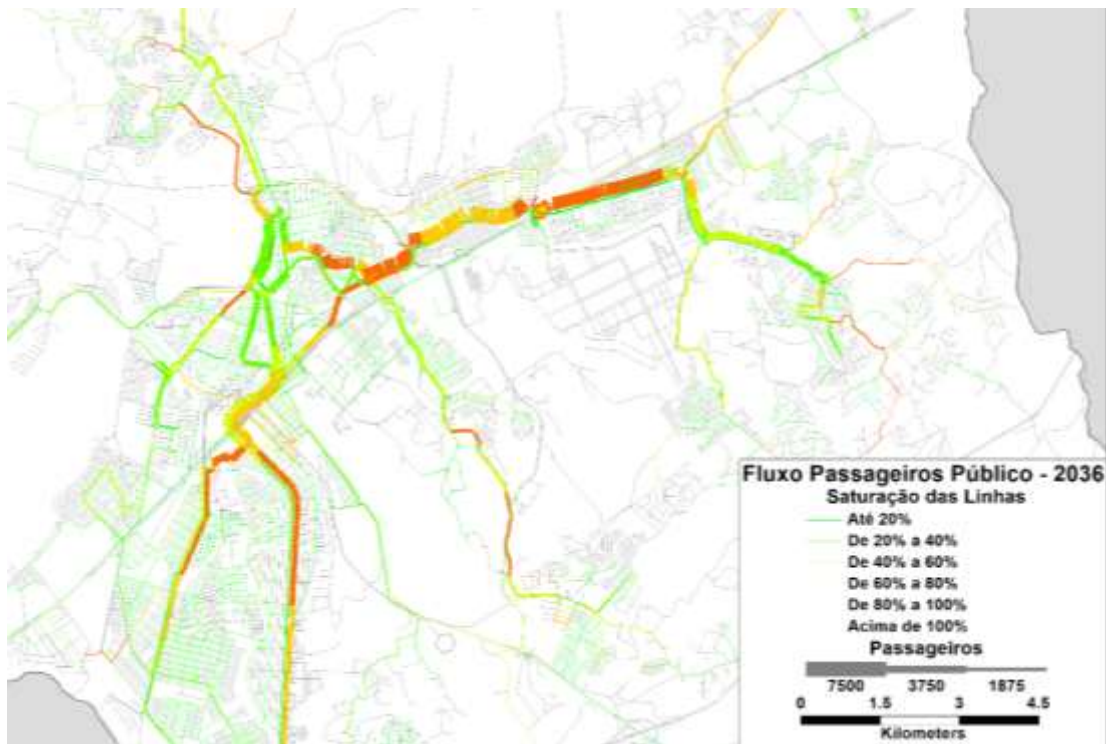 Fluxo Passageiros Público - 2036
Saturação das Linhas
Até 20%
De 20% a 40%
De 40% a 60%
De 60% a 80%
De 80% a 100%
Acima de 100%
Passageiros
7500 3750 1875
0 1.5 3 4.5
Kilometers